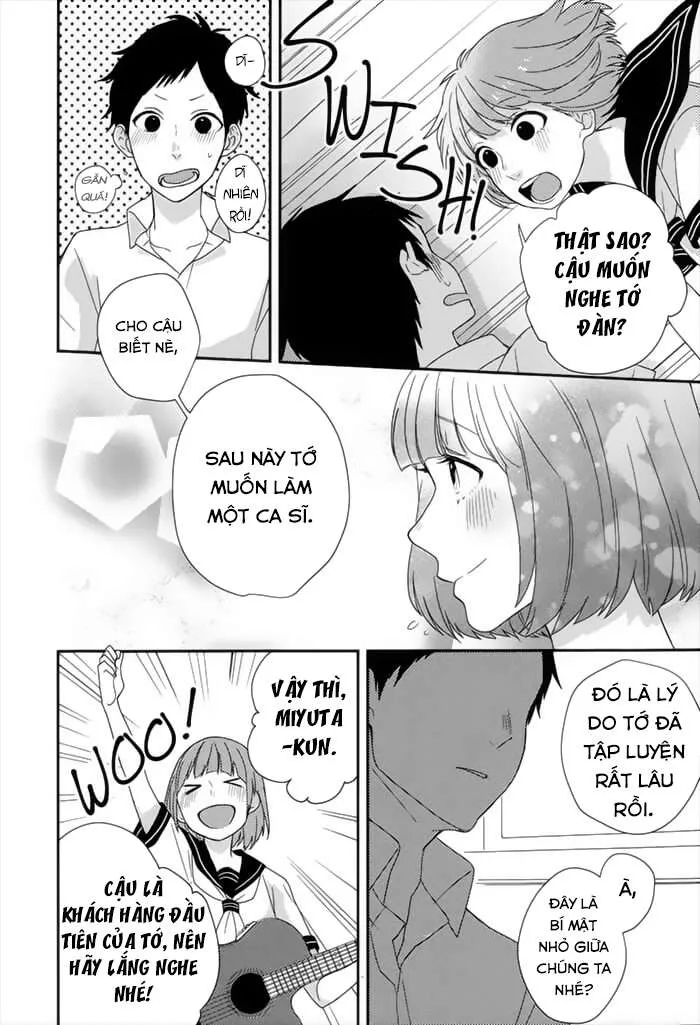 SWISH!
THẬT SAO?
CẬU MUỐN
NGHE TỚ
ĐÀN?
DĨ-
DĨ
NHIÊN
RỒI!
GẦN
QUÁ!
CHO CẬU
BIẾT NÈ,
SAU NÀY TỚ
MUỐN LÀM
MỘT CA SĨ.
ĐÓ LÀ LÝ
DO TỚ ĐÃ
TẬP LUYỆN
RẤT LÂU
RỒI.
À,
ĐÂY LÀ
BÍ MẬT
NHỎ GIỮA
CHÚNG TA
NHÉ?
VẬY THÌ,
MIYUTA
-KUN.
WOO!
CẬU LÀ
KHÁCH HÀNG ĐẦU
TIÊN CỦA TỚ, NÊN
HÃY LẮNG NGHE
NHÉ!